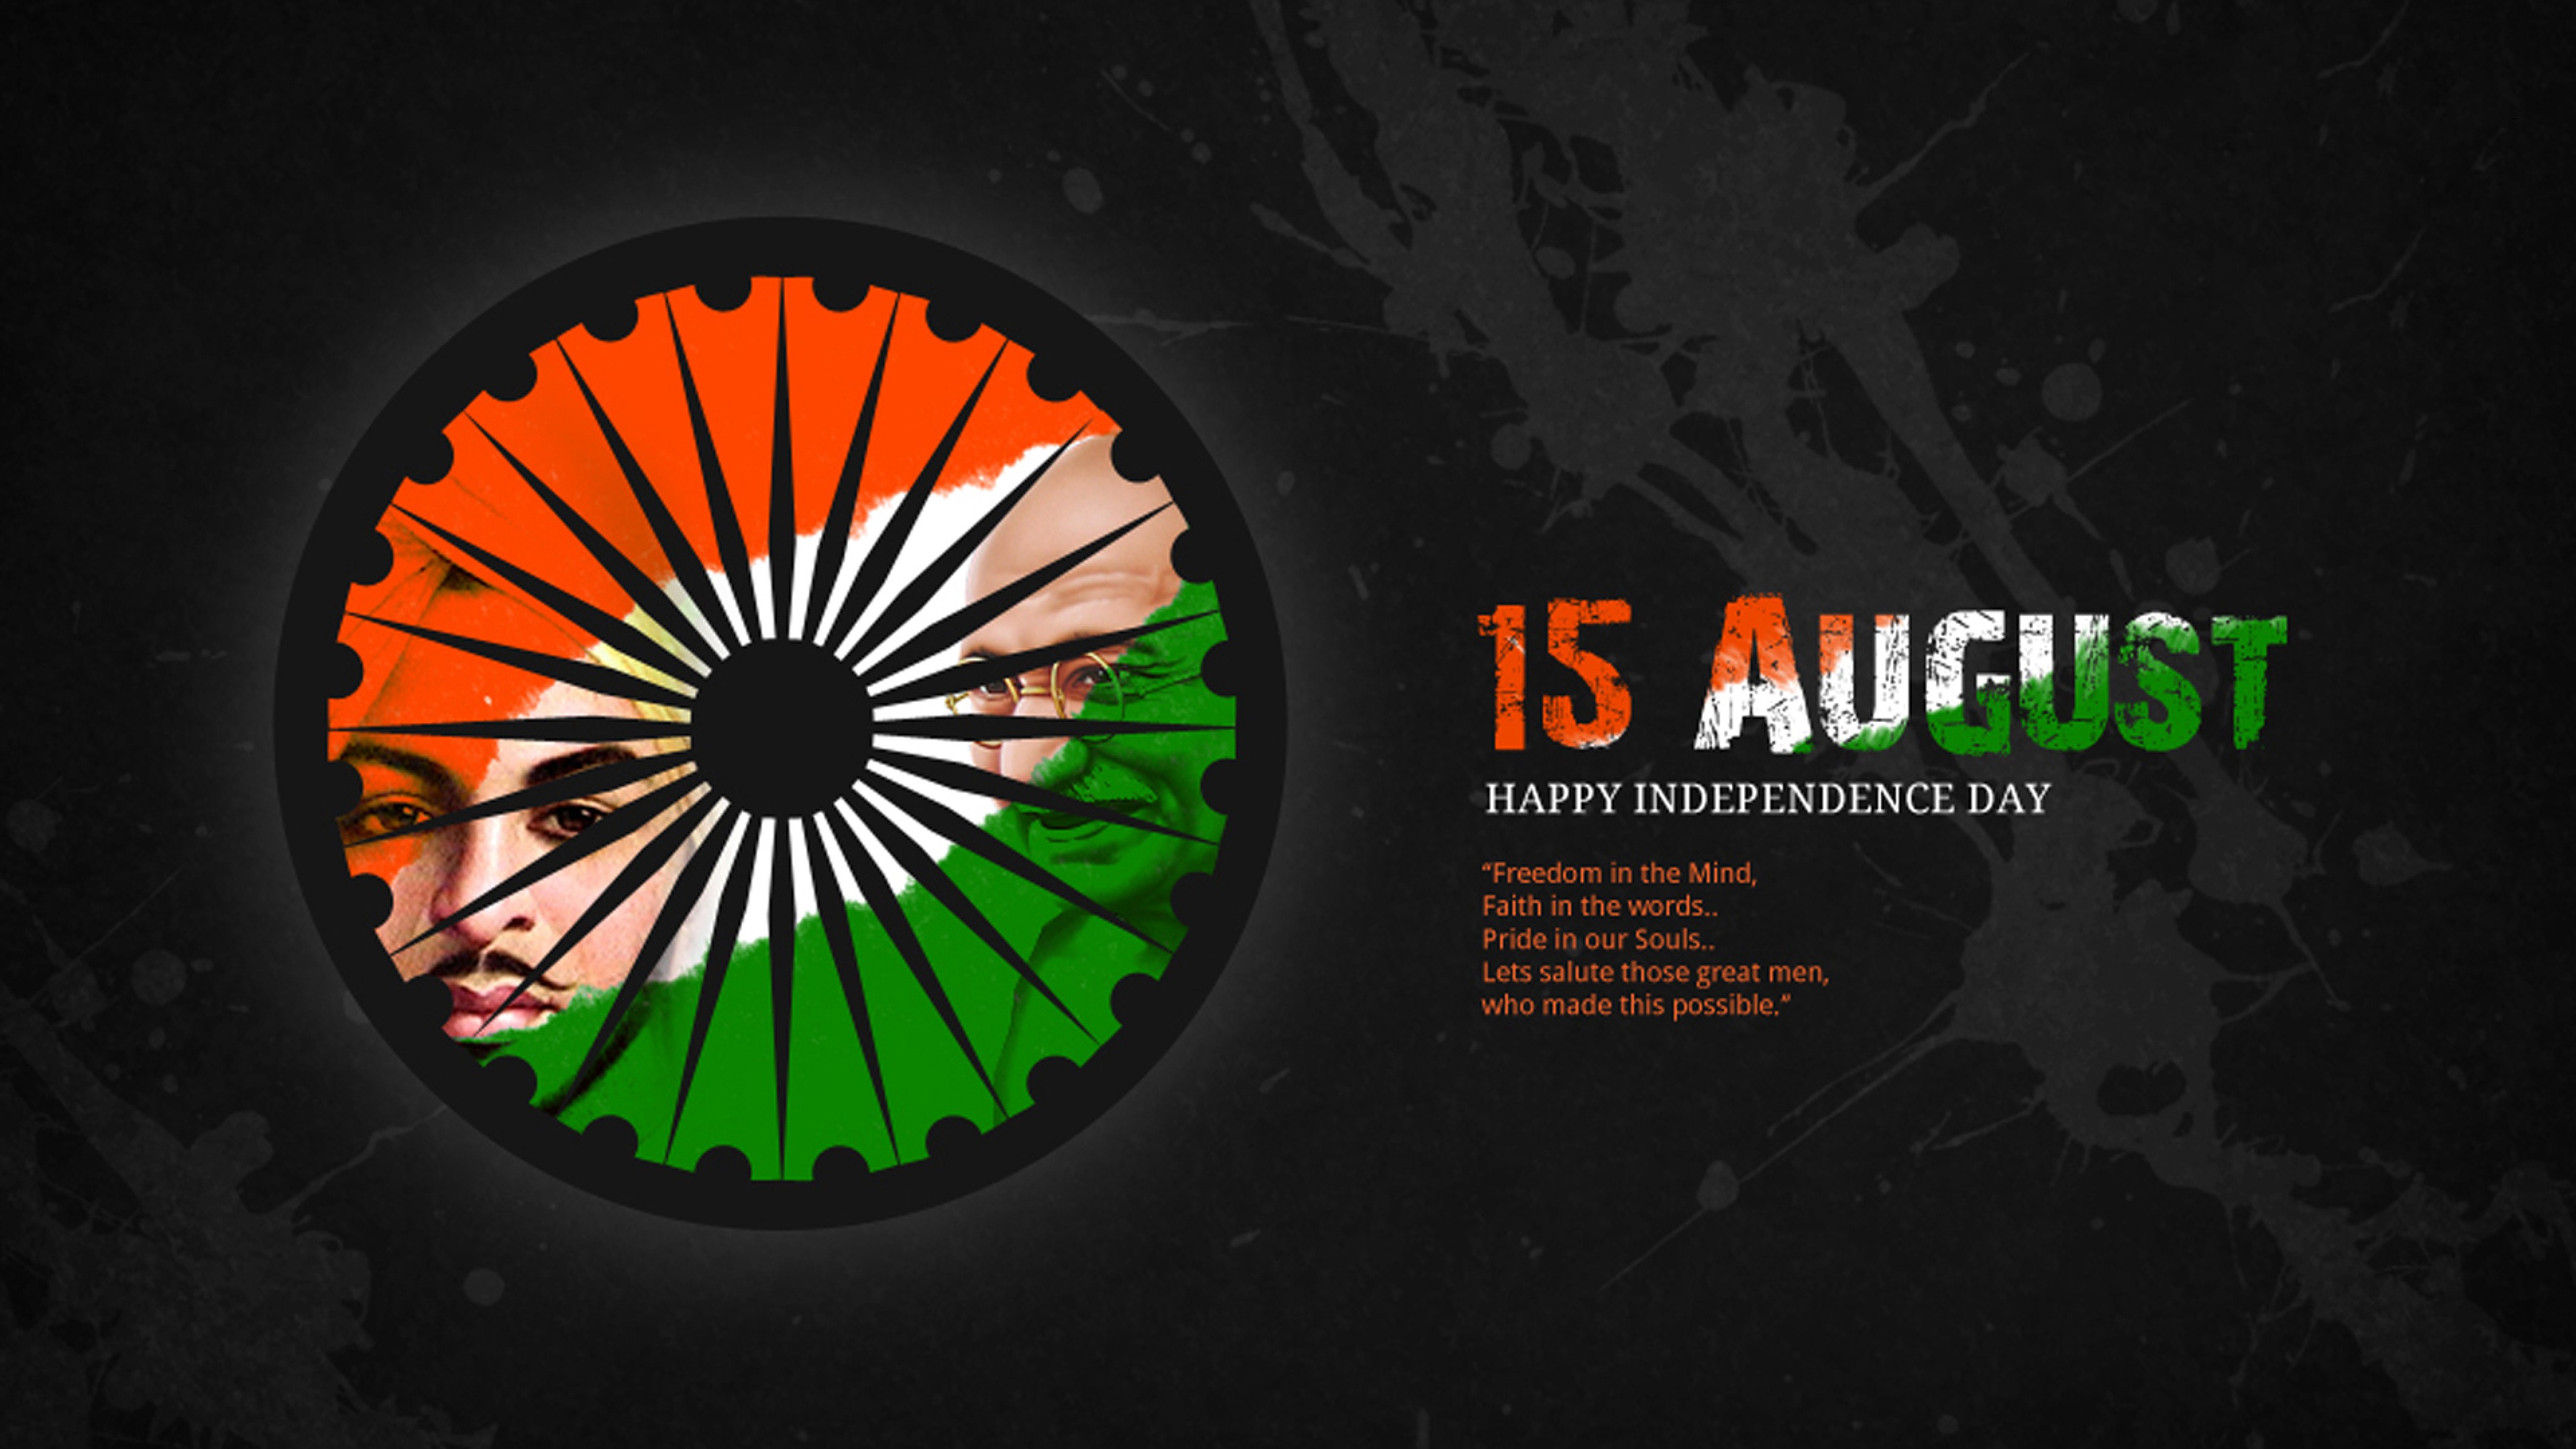 15 AUGUST
HAPPY INDEPENDENCE DAY
“Freedom in the Mind,
Faith in the words..
Pride in our Souls..
Lets salute those great men,
who made this possible.”